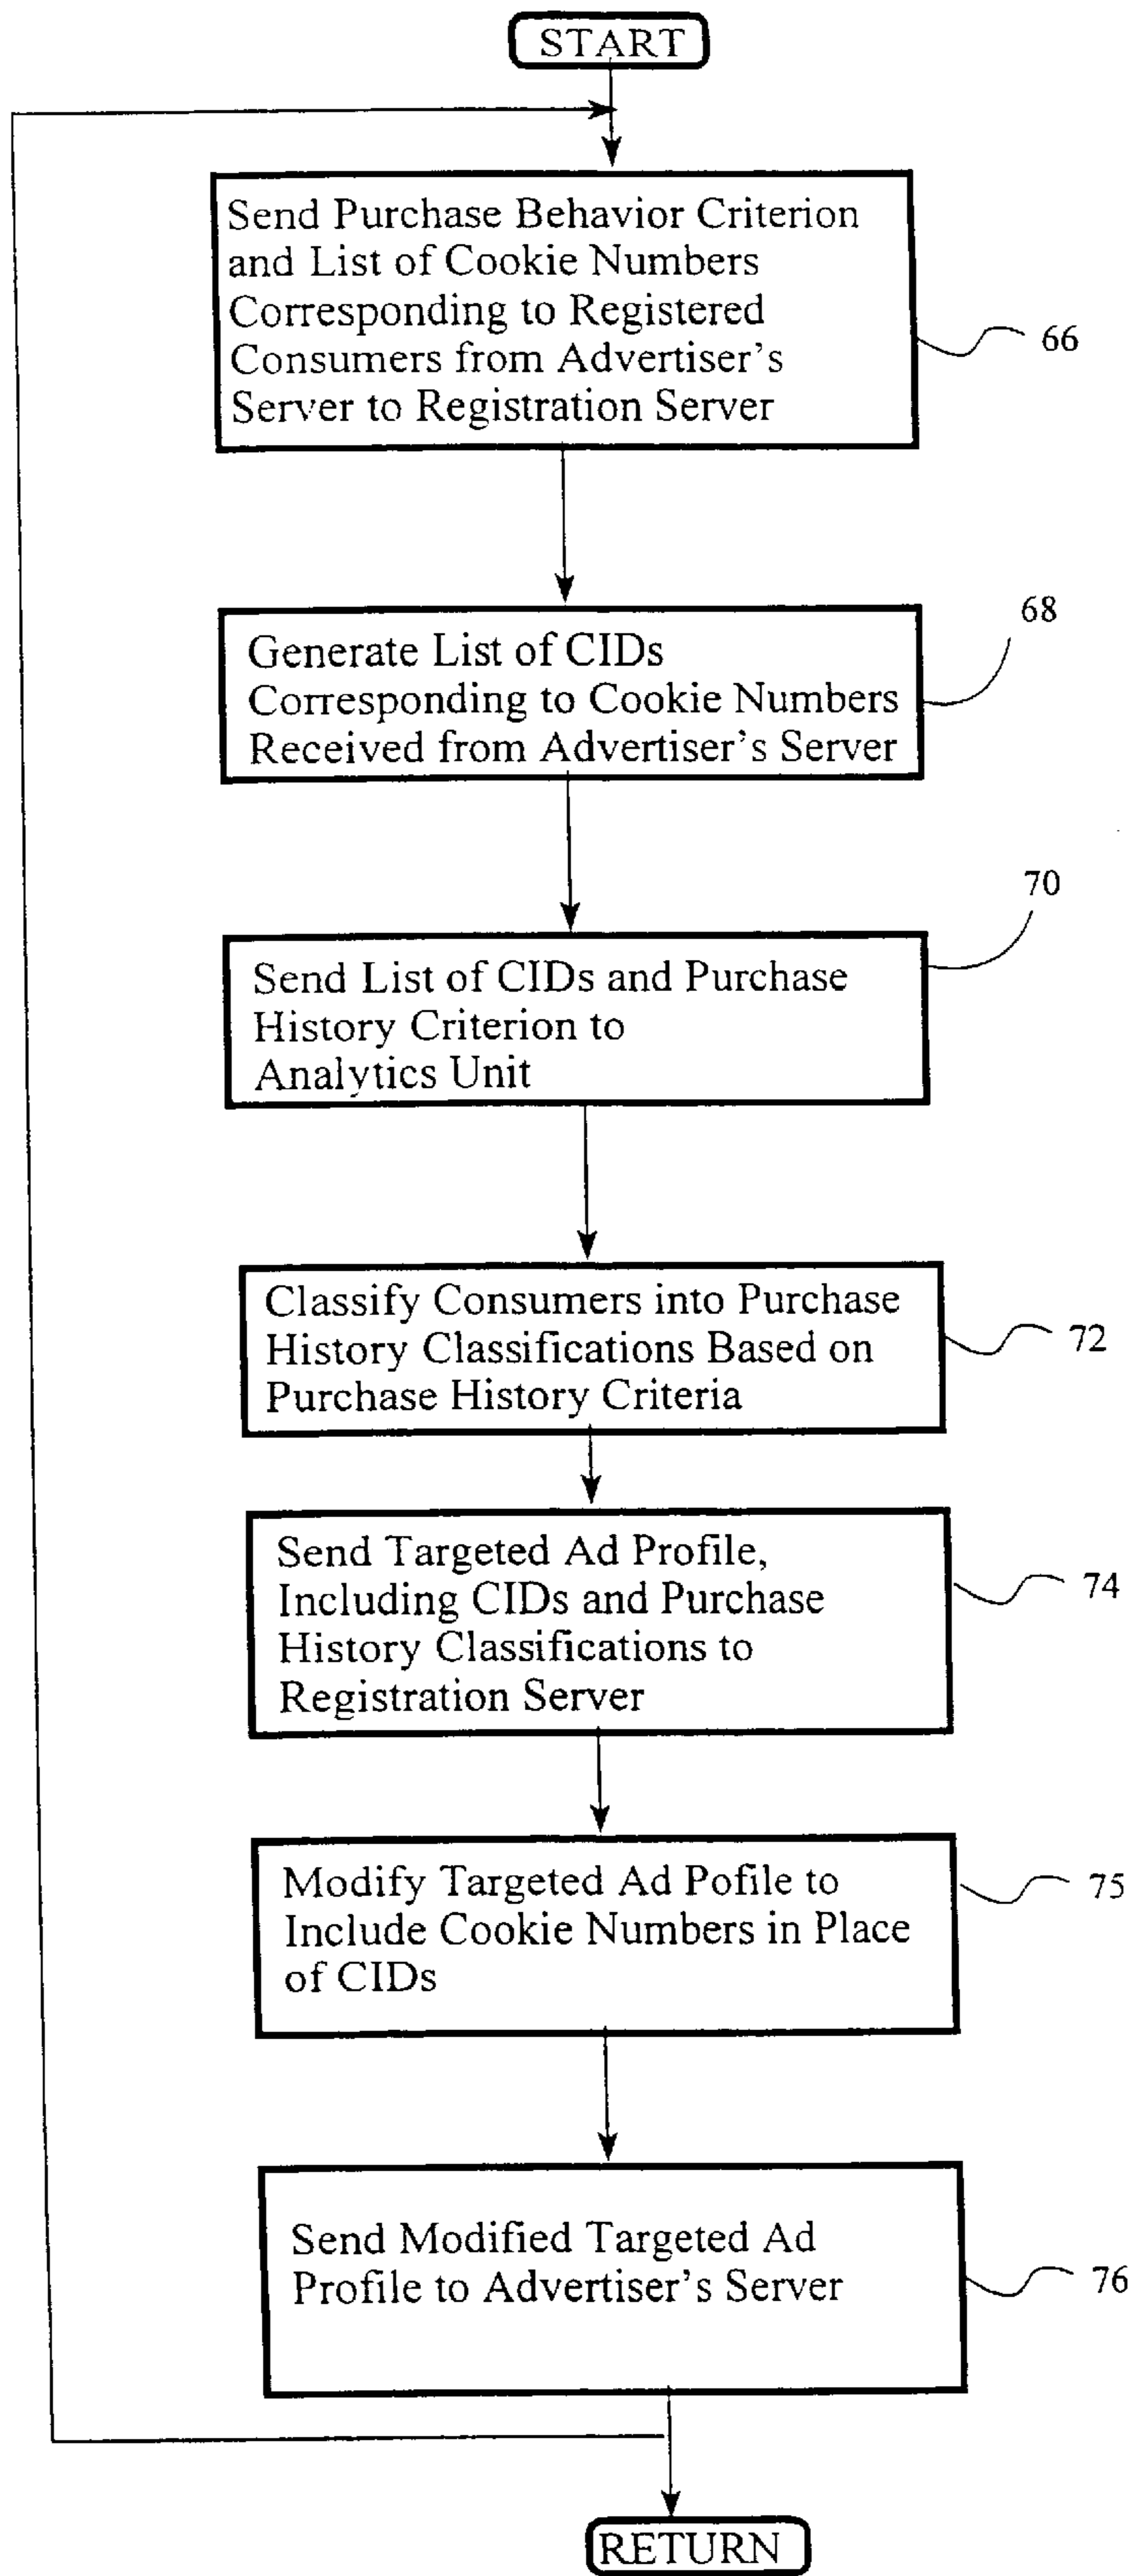 START
Send Purchase Behavior Criterion
and List of Cookie Numbers
Corresponding to Registered
Consumers from Advertiser's
Server to Registration Server
66
68
Generate List of CIDs
Corresponding to Cookie Numbers
Received from Advertiser's Server
70
Send List of CIDs and Purchase
History Criterion to
Analytics Unit
Classify Consumers into Purchase
History Classifications Based on
Purchase History Criteria
72
Send Targeted Ad Profile,
Including CIDs and Purchase
History Classifications to
Registration Server
74
Modify Targeted Ad Pofile to
Include Cookie Numbers in Place
of CIDs
75
Send Modified Targeted Ad
Profile to Advertiser's Server
76
RETURN